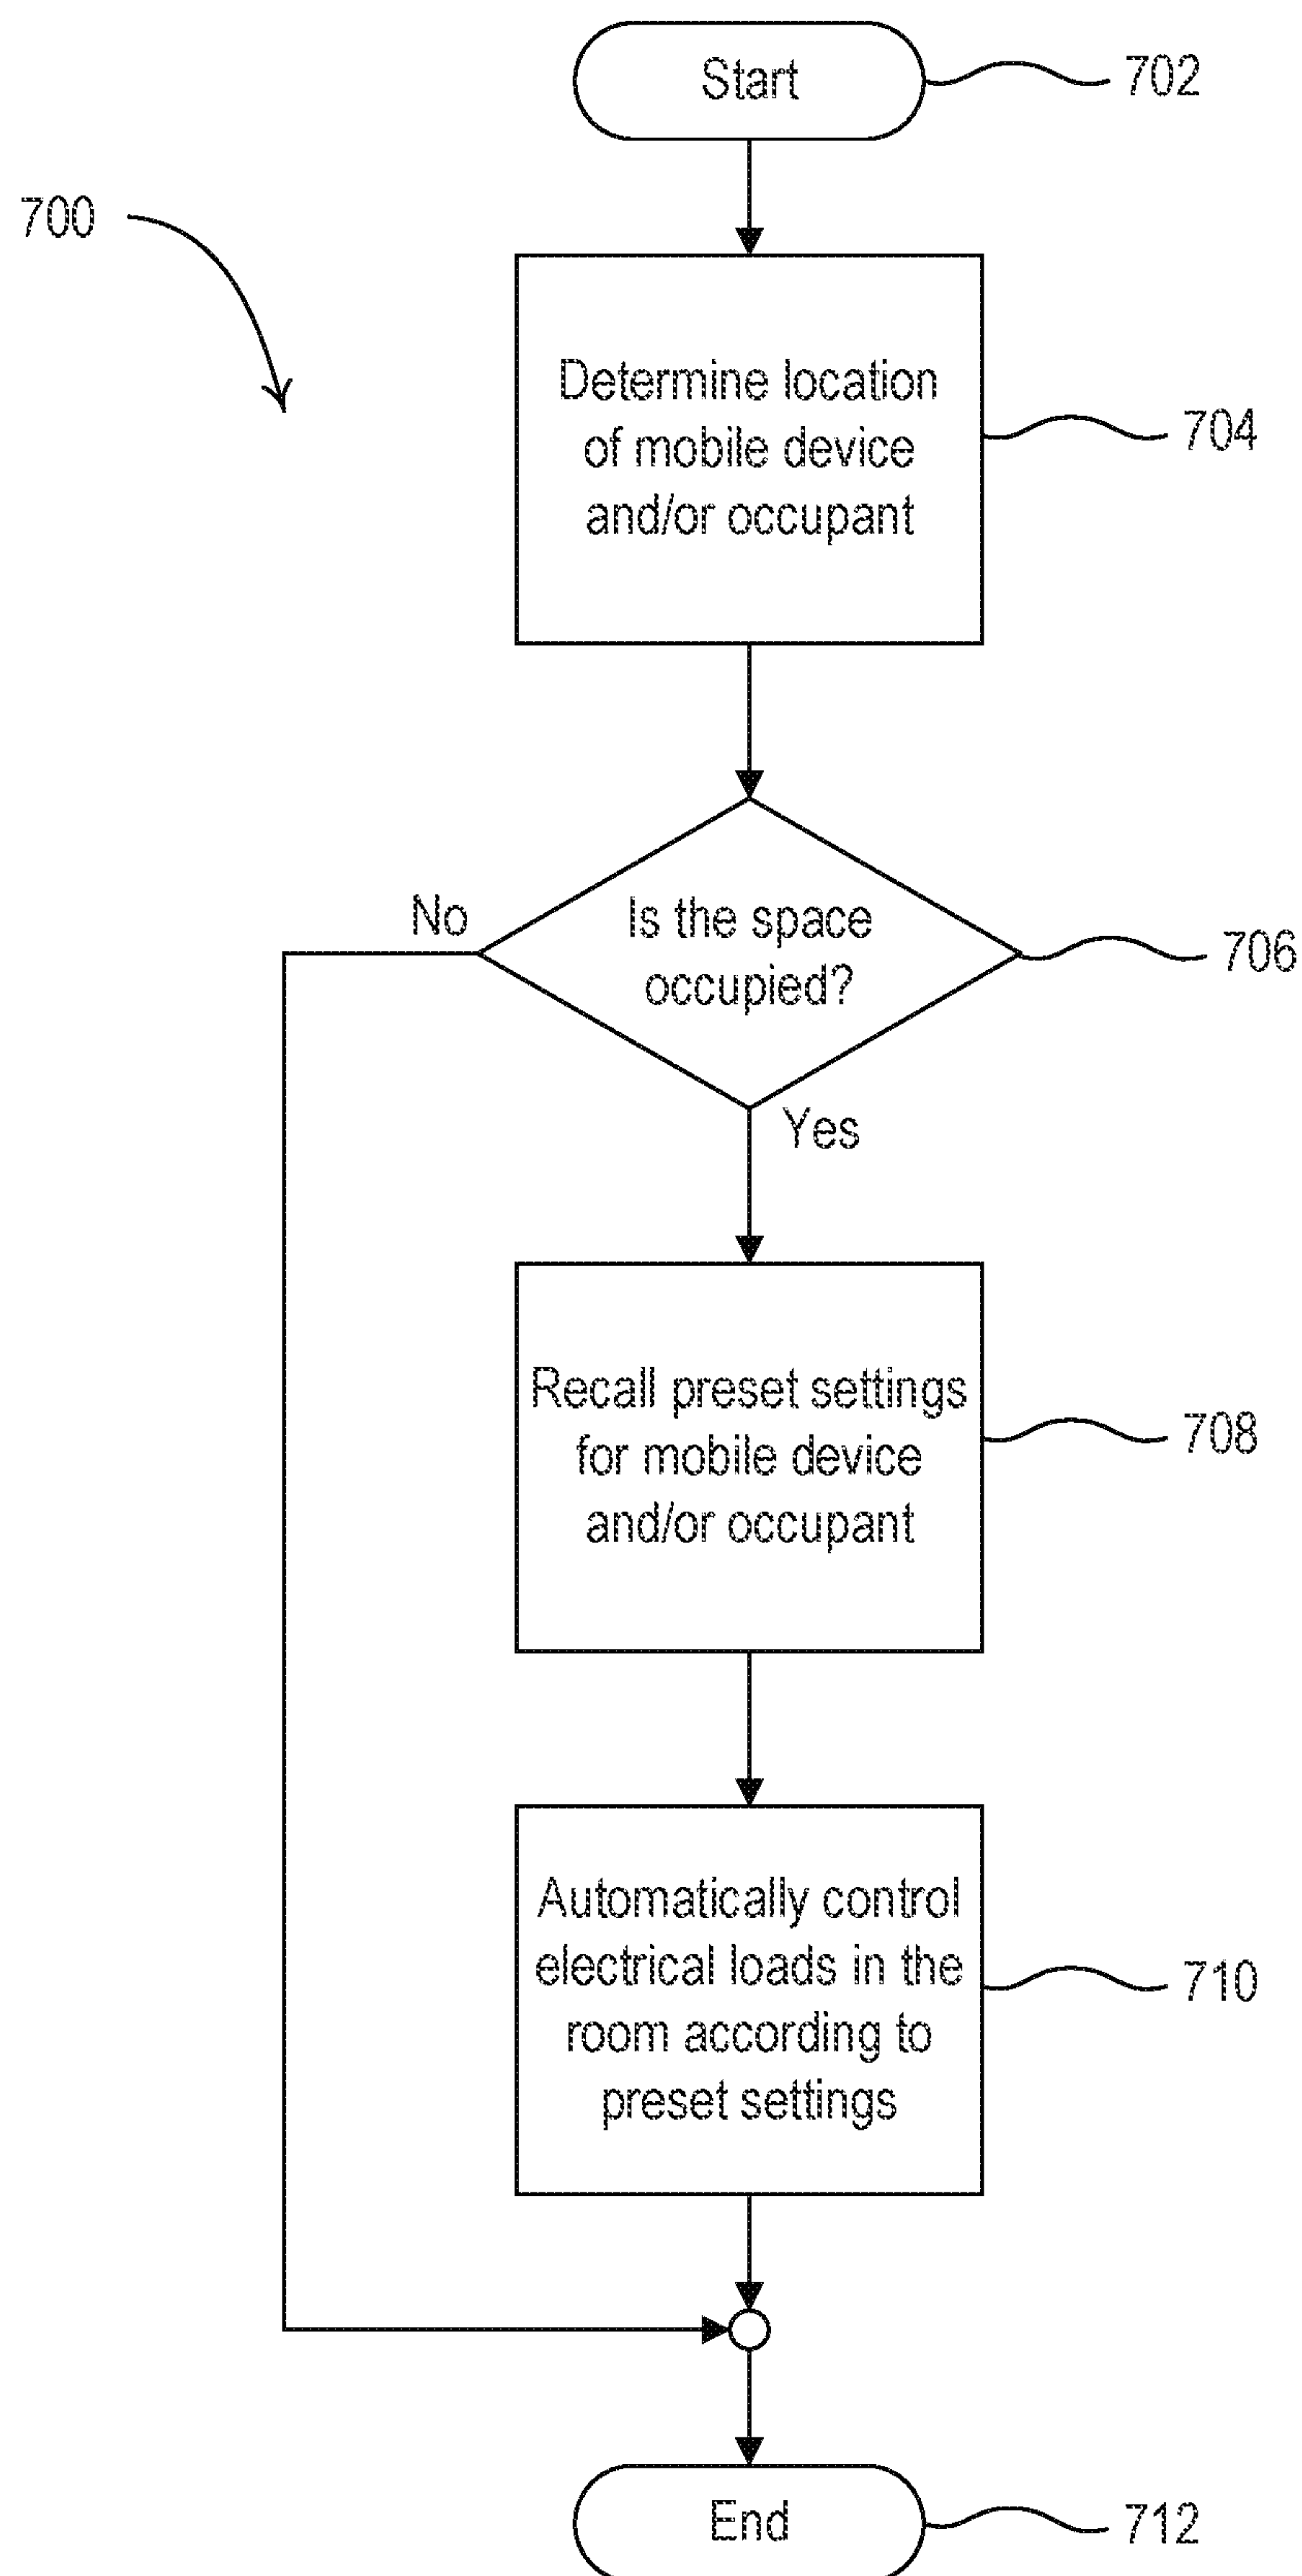 Start
702
700
Determine location
of mobile device
and/or occupant
704
No
Is the space
occupied?
706
Yes
Recall preset settings
for mobile device
and/or occupant
708
Automatically control
electrical loads in the
room according to
preset settings
710
End
712